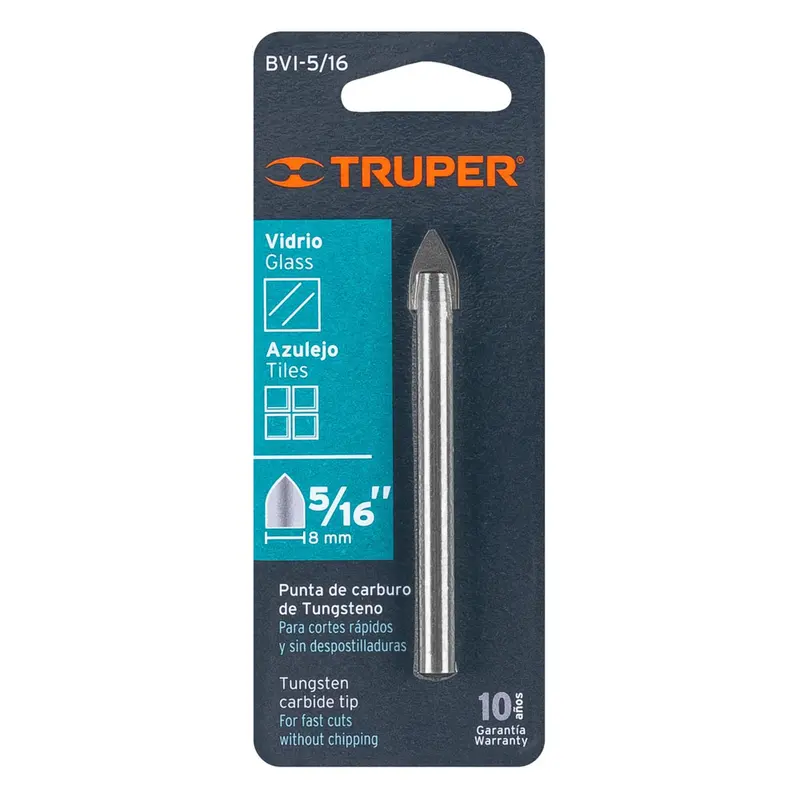 BVI-5/16
TRUPER®
Vidrio
Glass
Azulejo
Tiles
5/16"
8 mm
Punta de carburo
de Tungsteno
Para cortes rápidos
y sin despostilladuras
Tungsten
carbide tip
For fast cuts
without chipping
10 años
Garantía
Warranty